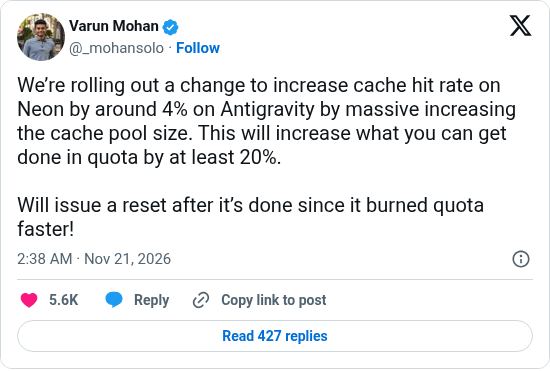 Varun Mohan
@_mohansolo · Follow
We’re rolling out a change to increase cache hit rate on
Neon by around 4% on Antigravity by massive increasing
the cache pool size. This will increase what you can get
done in quota by at least 20%.
Will issue a reset after it’s done since it burned quota
faster!
2:38 AM · Nov 21, 2026
5.6K Reply Copy link to post
Read 427 replies